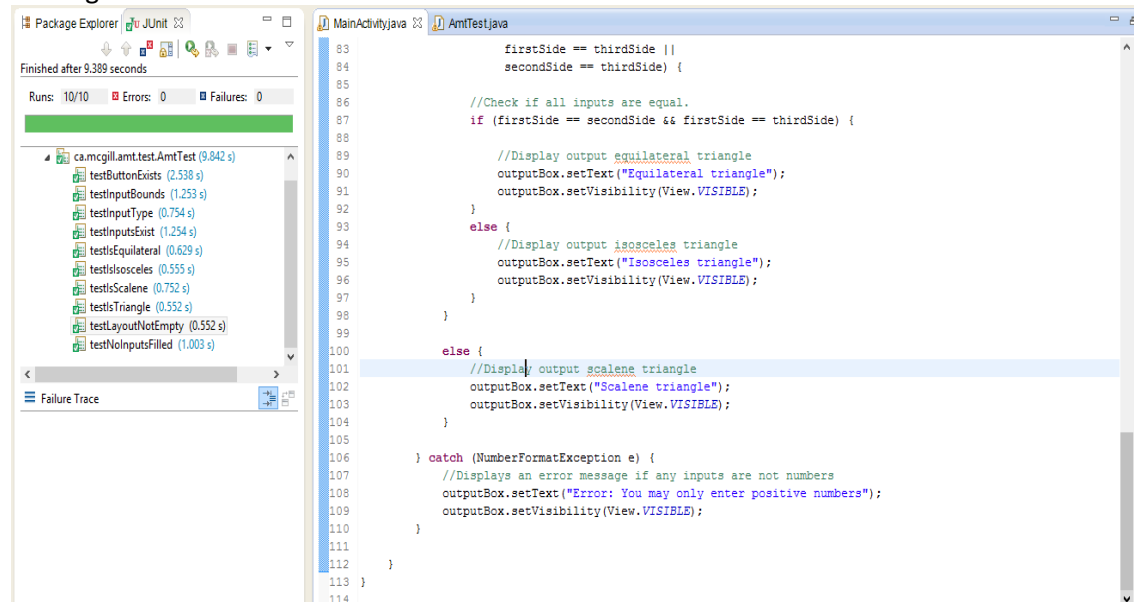 Package Explorer JUnit
Finished after 9.389 seconds
Runs: 10/10 Errors: 0 Failures: 0
ca.mcgill.amt.test.AmtTest (9.842 s)
testButtonExists (2.538 s)
testInputBounds (1.253 s)
testInputType (0.754 s)
testInputsExist (1.254 s)
testIsEquilateral (0.629 s)
testIsIsosceles (0.555 s)
testIsScalene (0.752 s)
testIsTriangle (0.552 s)
testLayoutNotEmpty (0.552 s)
testNoInputsFilled (1.003 s)
Failure Trace
MainActivity.java AmtTest.java
83 firstSide == thirdSide ||
84 secondSide == thirdSide) {
85
86 //Check if all inputs are equal.
87 if (firstSide == secondSide && firstSide == thirdSide) {
88
89 //Display output equilateral triangle
90 outputBox.setText("Equilateral triangle");
91 outputBox.setVisibility(View.VISIBLE);
92 }
93 else {
94 //Display output isosceles triangle
95 outputBox.setText("Isosceles triangle");
96 outputBox.setVisibility(View.VISIBLE);
97 }
98 }
99
100 else {
101 //Display output scalene triangle
102 outputBox.setText("Scalene triangle");
103 outputBox.setVisibility(View.VISIBLE);
104 }
105
106 } catch (NumberFormatException e) {
107 //Displays an error message if any inputs are not numbers
108 outputBox.setText("Error: You may only enter positive numbers");
109 outputBox.setVisibility(View.VISIBLE);
110 }
111
112 }
113 }
114